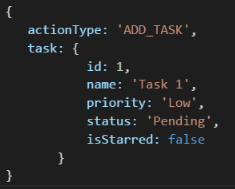 {
actionType: 'ADD_TASK',
task: {
id: 1,
name: 'Task 1',
priority: 'Low',
status: 'Pending',
isStarred: false
}
}